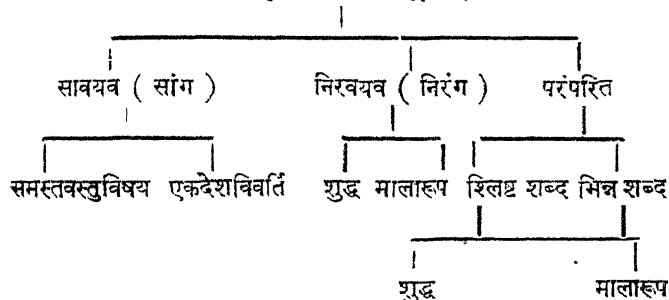 सावयव ( सांग ) निरवयव ( निरंग ) परंपरित
समस्तवस्तुविषय एकदेशविवर्ति शुद्ध मालारूप श्लिष्ट शब्द भिन्न शब्द
शुद्ध मालारूप